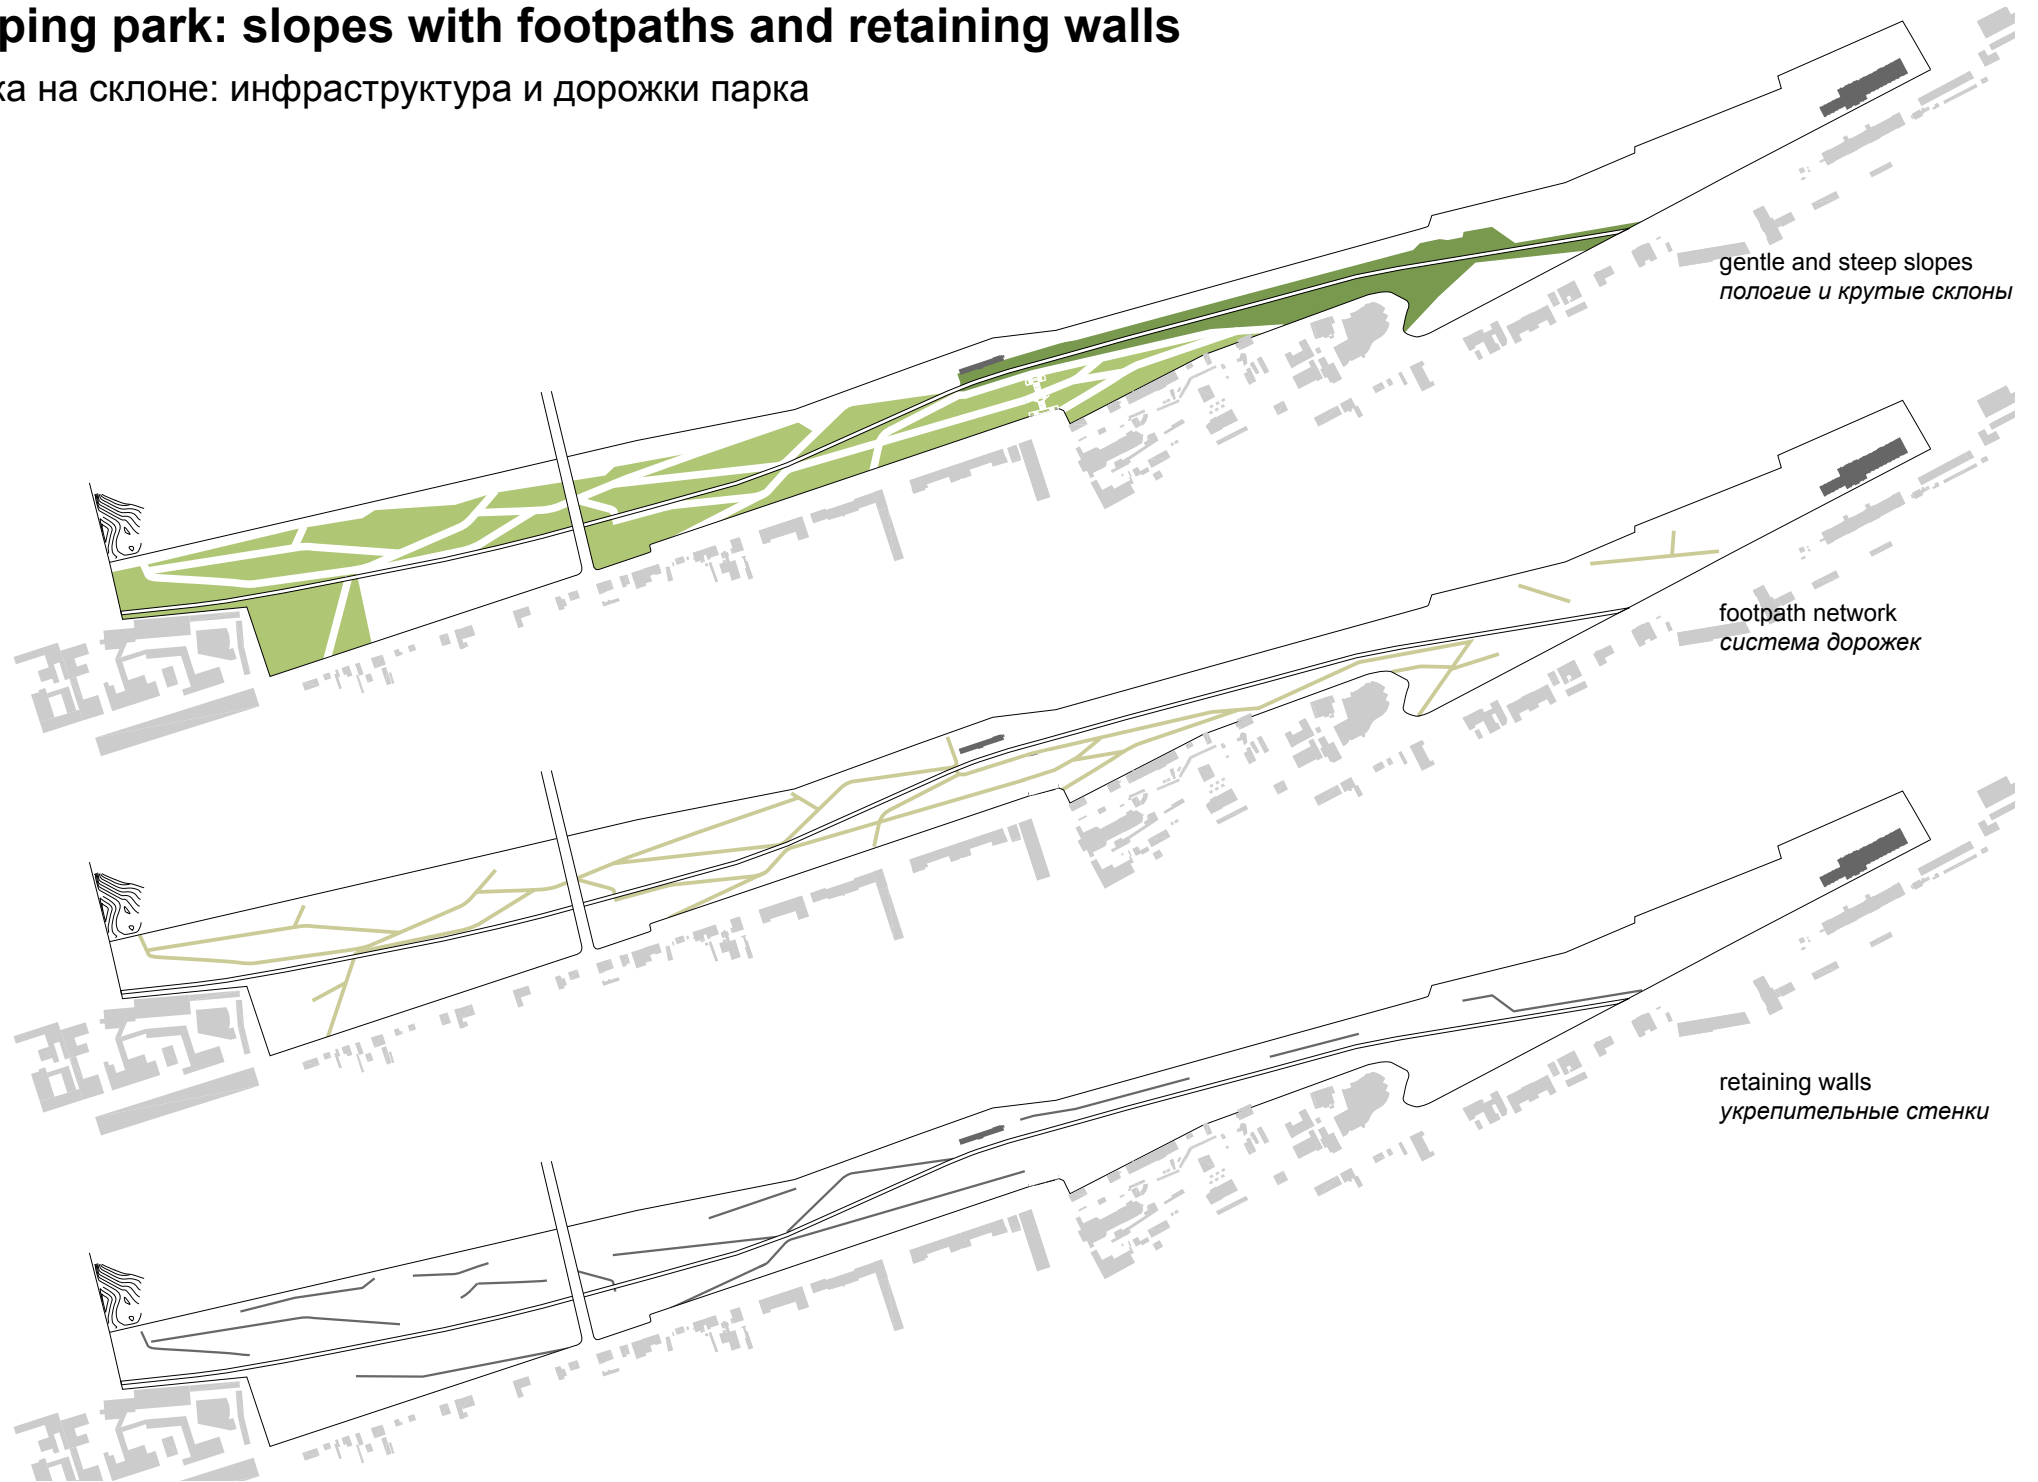 ping park: slopes with footpaths and retaining walls
ка на склоне: инфраструктура и дорожки парка
gentle and steep slopes
пологие и крутые склоны
footpath network
система дорожек
retaining walls
укрепительные стенки